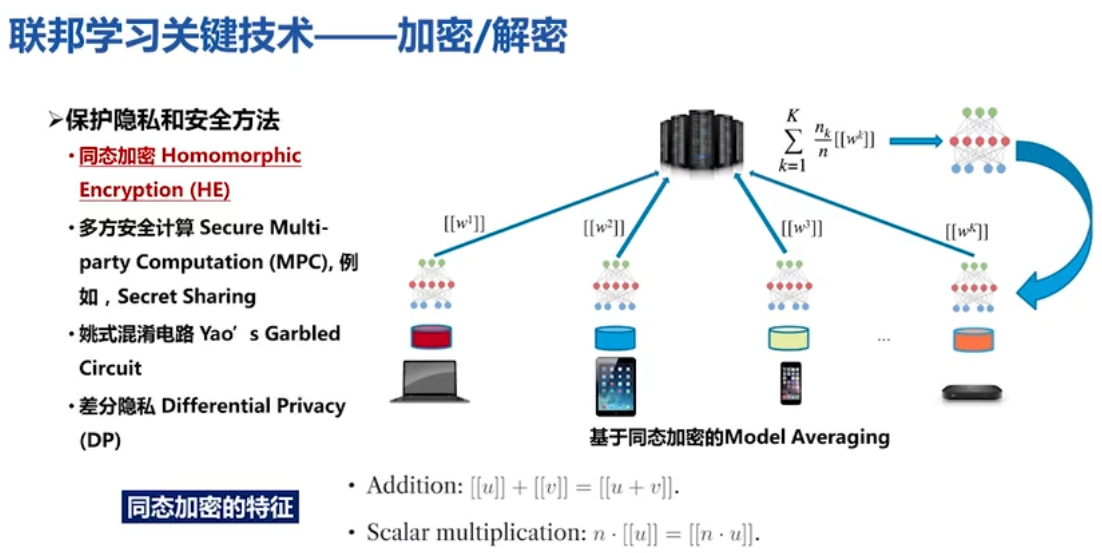 联邦学习关键技术——加密/解密
➢保护隐私和安全方法
• 同态加密 Homomorphic
Encryption (HE)
• 多方安全计算 Secure Multi-
party Computation (MPC), 例
如，Secret Sharing
• 姚式混淆电路 Yao's Garbled
Circuit
• 差分隐私 Differential Privacy
(DP)
∑_{k=1}^{K} n_k/n [[w^k]]
[[w^1]]
[[w^2]]
[[w^3]]
[[w^K]]
...
基于同态加密的Model Averaging
同态加密的特征
• Addition: [[u]] + [[v]] = [[u + v]].
• Scalar multiplication: n · [[u]] = [[n · u]].